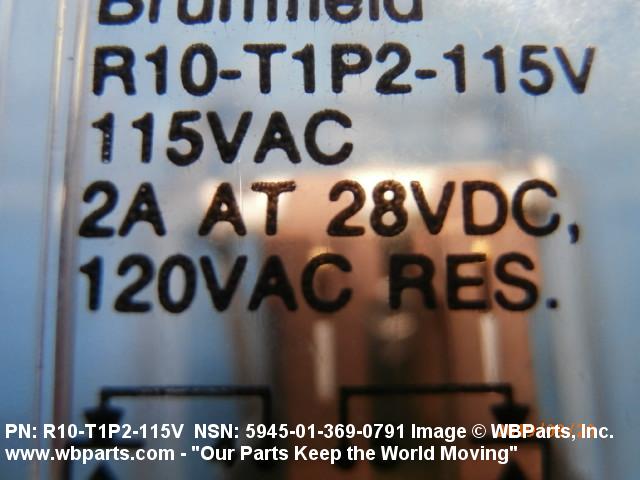 Brumfield
R10-T1P2-115V
115VAC
2A AT 28VDC,
120VAC RES.
PN: R10-T1P2-115V NSN: 5945-01-369-0791 Image © WBParts, Inc.
www.wbparts.com - "Our Parts Keep the World Moving"